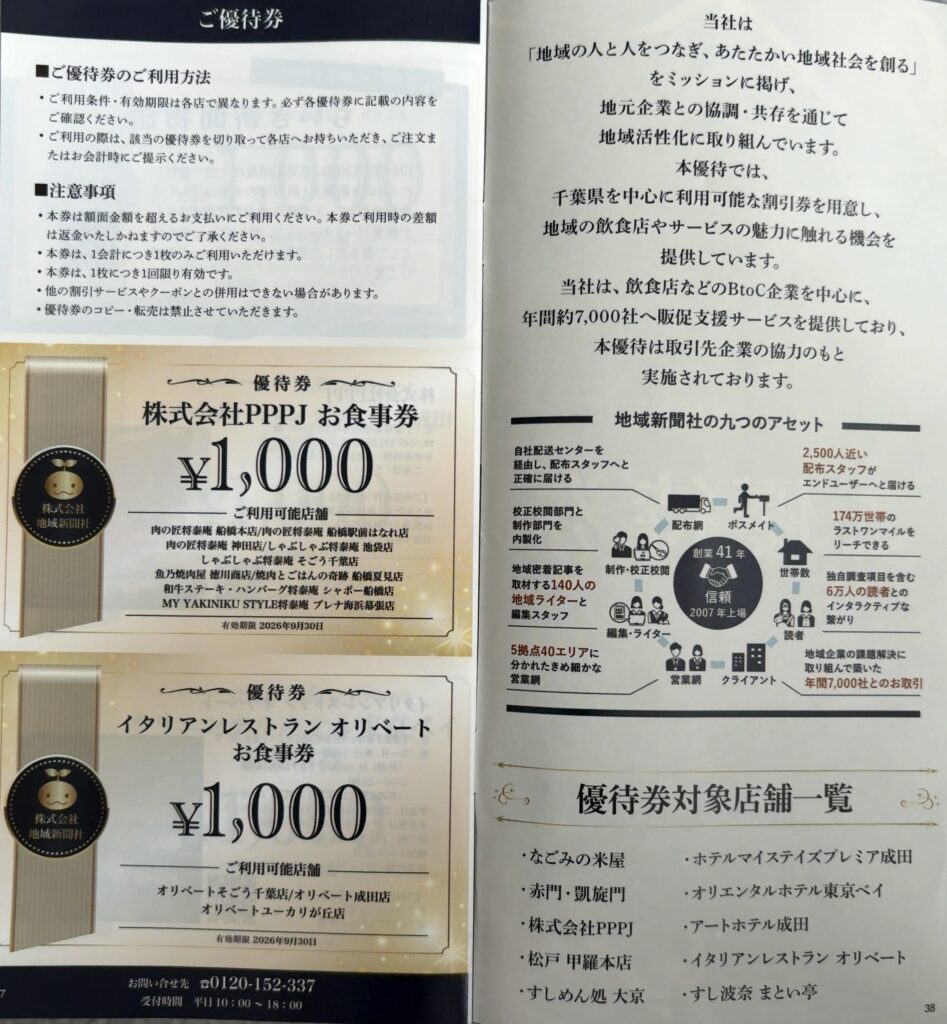 ご優待券
■ご優待券のご利用方法
・ご利用条件・有効期限は各店で異なります。必ず各優待券に記載の内容を
ご確認ください。
・ご利用の際は、該当の優待券を切り取って各店へお持ちいただき、ご注文ま
たはお会計時にご提示ください。
■注意事項
・本券は額面金額を超えるお支払いにご利用ください。本券ご利用時の差額
は返金いたしかねますのでご了承ください。
・本券は、1会計につき1枚のみご利用いただけます。
・本券は、1枚につき1回限り有効です。
・他の割引サービスやクーポンとの併用はできない場合があります。
・優待券のコピー・転売は禁止させていただきます。
優待券
株式会社PPPJ お食事券
¥1,000
株式会社
地域新聞社
ご利用可能店舗
肉の匠将泰庵 船橋本店/肉の匠将泰庵 船橋駅前はなれ店
肉の匠将泰庵 神田店/しゃぶしゃぶ将泰庵 池袋店
しゃぶしゃぶ将泰庵 そごう千葉店
魚乃焼肉屋 徳川商店/焼肉とごはんの奇跡 船橋夏見店
和牛ステーキ・ハンバーグ将泰庵 シャポー船橋店
MY YAKINIKU STYLE将泰庵 プレナ海浜幕張店
有効期限 2026年9月30日
優待券
イタリアンレストラン オリベート
お食事券
¥1,000
株式会社
地域新聞社
ご利用可能店舗
オリベートそごう千葉店/オリベート成田店
オリベートユーカリが丘店
有効期限 2026年9月30日
お問い合せ先 ☎0120-152-337
受付時間 平日10：00～18：00
7
当社は
「地域の人と人をつなぎ、あたたかい地域社会を創る」
をミッションに掲げ、
地元企業との協調・共存を通じて
地域活性化に取り組んでいます。
本優待では、
千葉県を中心に利用可能な割引券を用意し、
地域の飲食店やサービスの魅力に触れる機会を
提供しています。
当社は、飲食店などのBtoC企業を中心に、
年間約7,000社へ販促支援サービスを提供しており、
本優待は取引先企業の協力のもと
実施されております。
地域新聞社の九つのアセット
自社配送センターを
経由し、配布スタッフへと
正確に届ける
校正校閲部門と
制作部門を
内製化
地域密着記事を
取材する140人の
地域ライターと
編集スタッフ
5拠点40エリアに
分かれたきめ細かな
営業網
配布網
ポスメイト
制作・校正校閲
世帯数
編集・ライター
読者
営業網
クライアント
創業41年
信頼
2007年上場
2,500人近い
配布スタッフが
エンドユーザーへと届ける
174万世帯の
ラストワンマイルを
リーチできる
独自調査項目を含む
6万人の読者との
インタラクティブな
繋がり
地域企業の課題解決に
取り組んで築いた
年間7,000社とのお取引
優待券対象店舗一覧
・なごみの米屋
・赤門・凱旋門
・株式会社PPPJ
・松戸 甲羅本店
・すしめん処 大京
・ホテルマイステイズプレミア成田
・オリエンタルホテル東京ベイ
・アートホテル成田
・イタリアンレストラン オリベート
・すし波奈 まとい亭
38